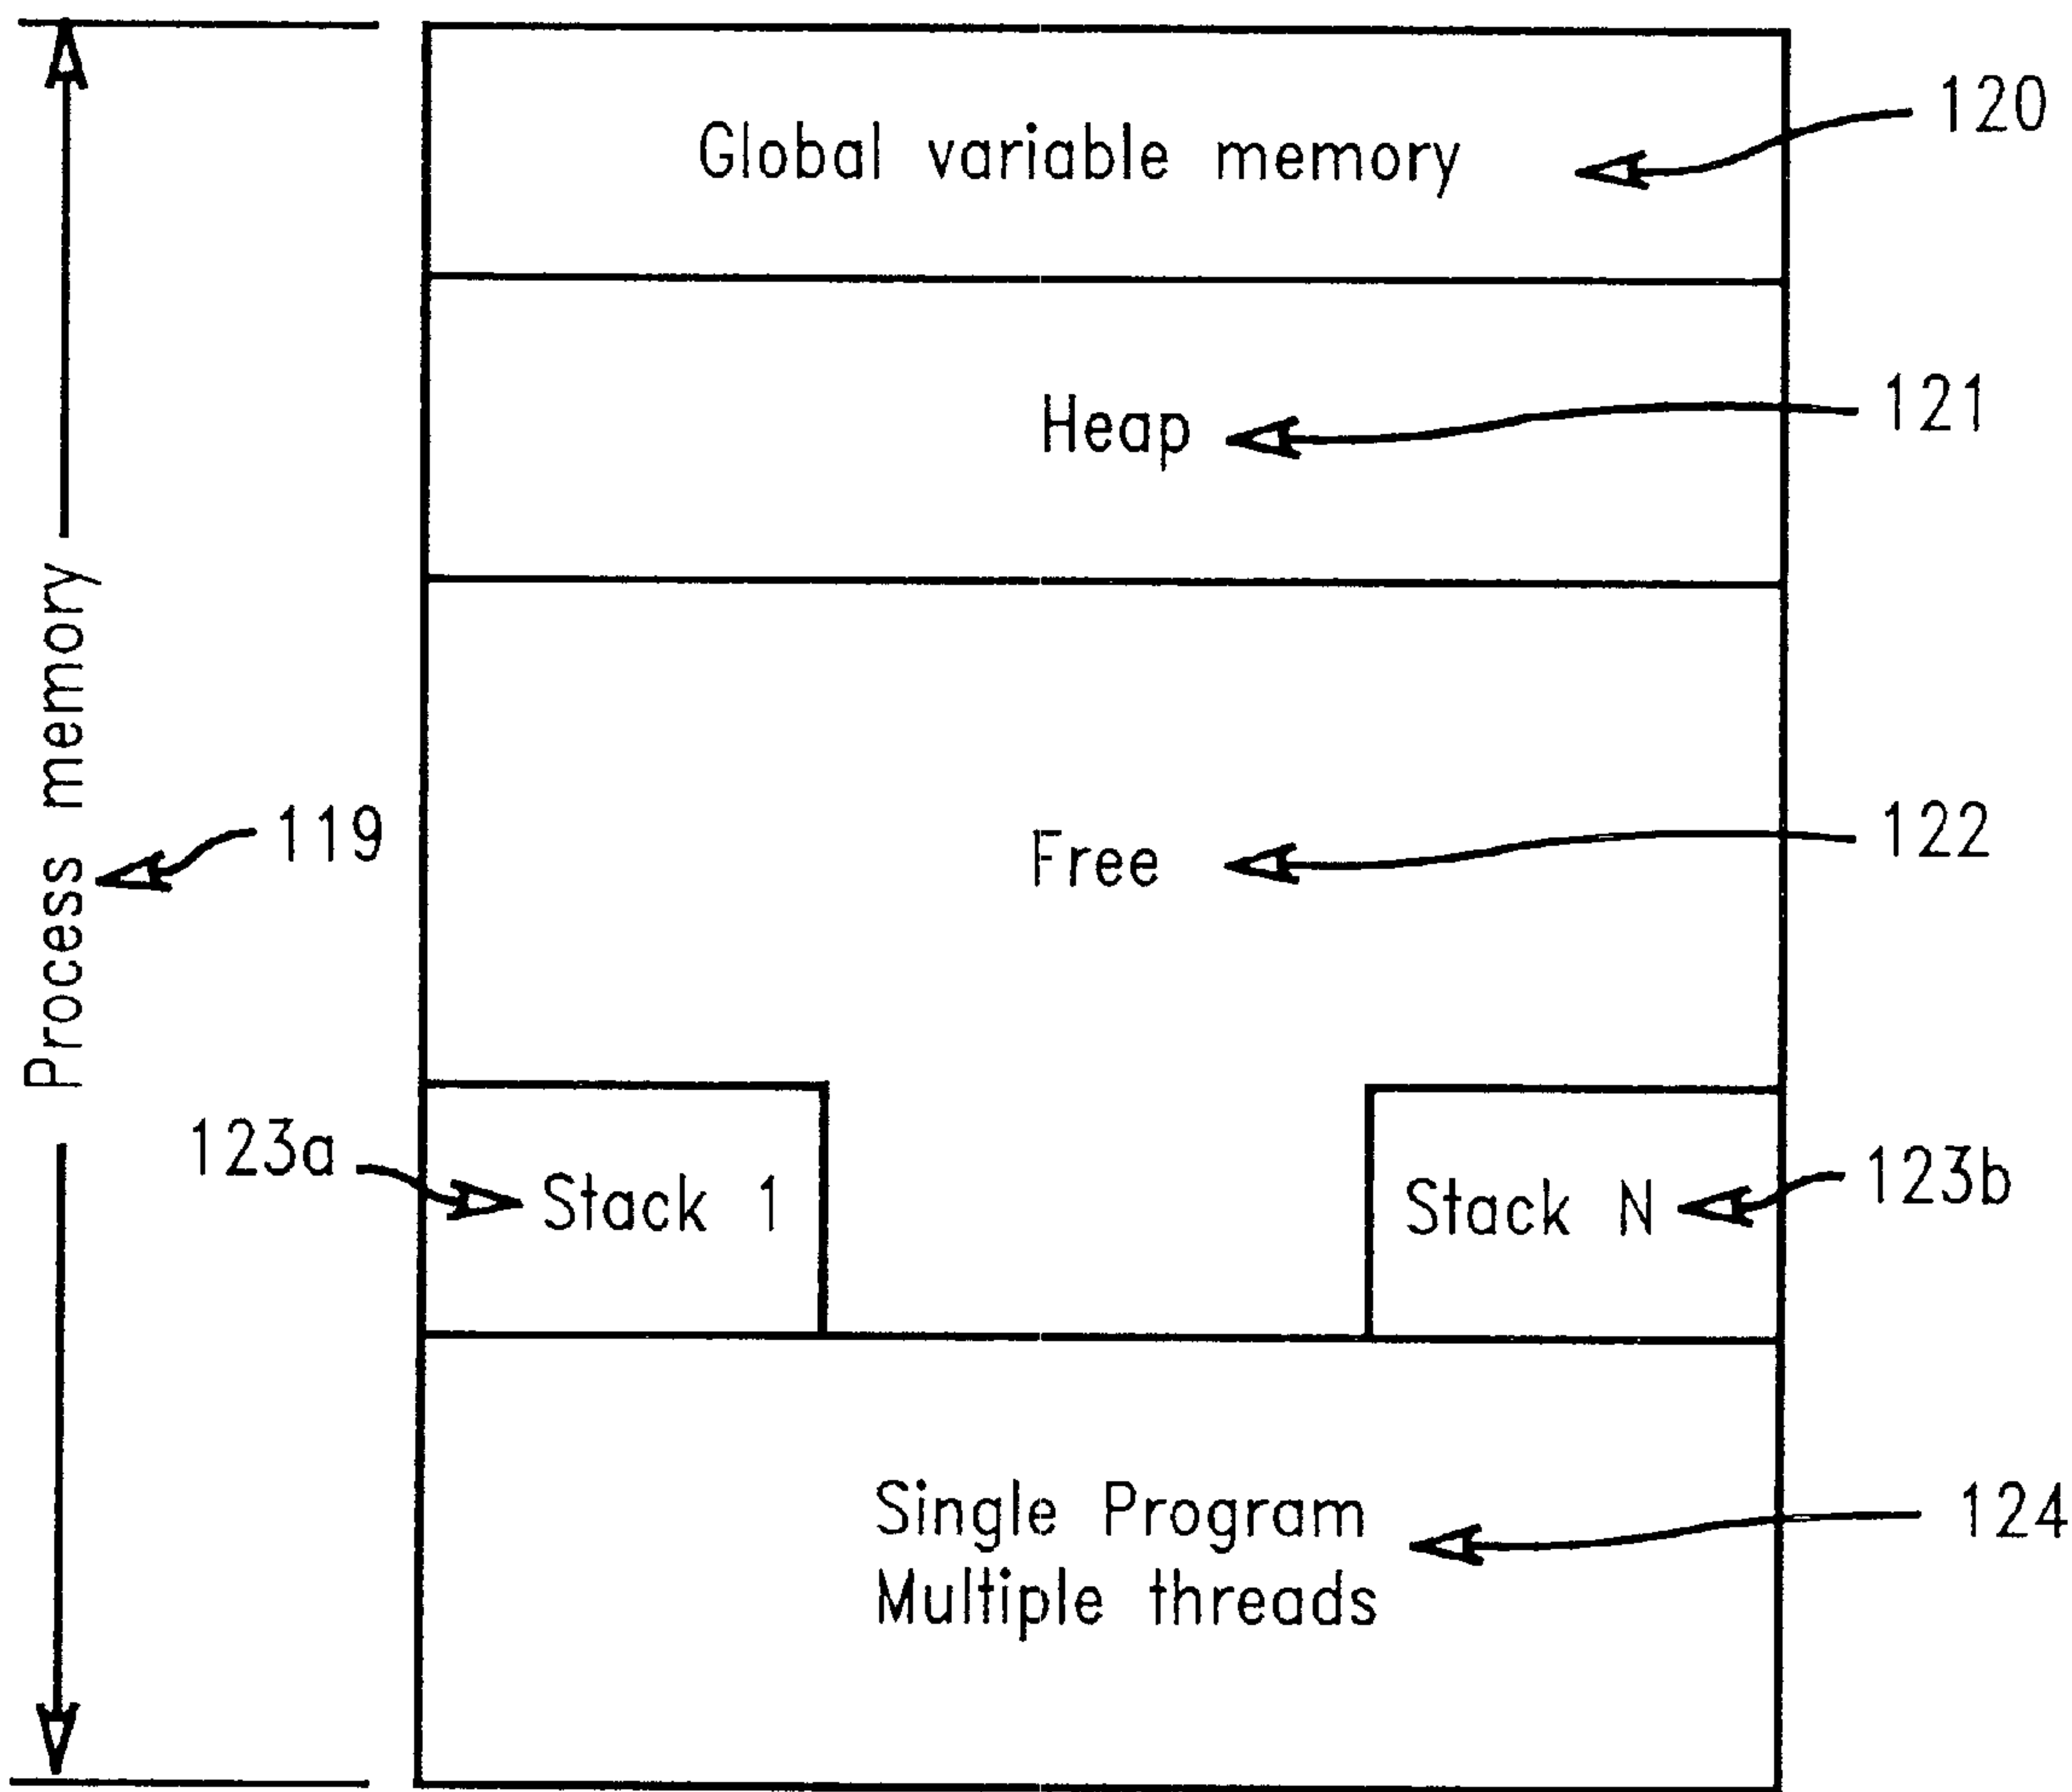 Global variable memory
120
Heap
121
Process memory
119
Free
122
123a
Stack 1
Stack N
123b
Single Program
Multiple threads
124